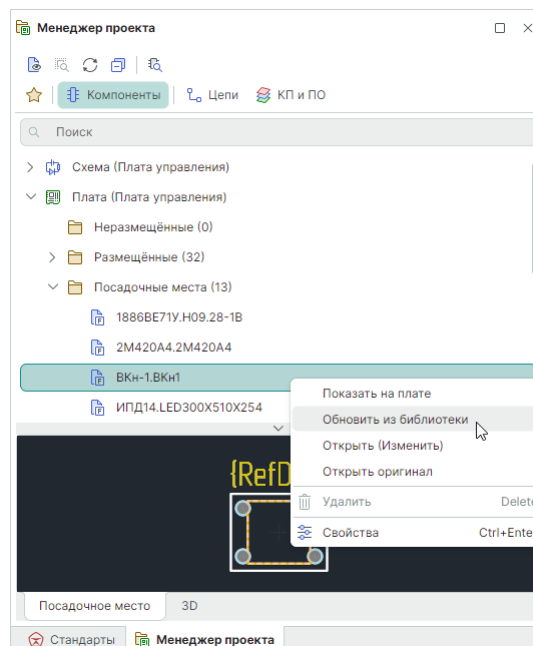 Менеджер проекта
Компоненты Цепи КП и ПО
Поиск
Схема (Плата управления)
Плата (Плата управления)
Неразмещённые (0)
Размещённые (32)
Посадочные места (13)
1886ВЕ71У.Н09.28-1В
2М420А4.2М420А4
ВКн-1.ВКн1
ИПД14.LED300X510X254
Показать на плате
Обновить из библиотеки
Открыть (Изменить)
Открыть оригинал
Удалить Delete
Свойства Ctrl+Ente
{RefD
Посадочное место 3D
Стандарты Менеджер проекта